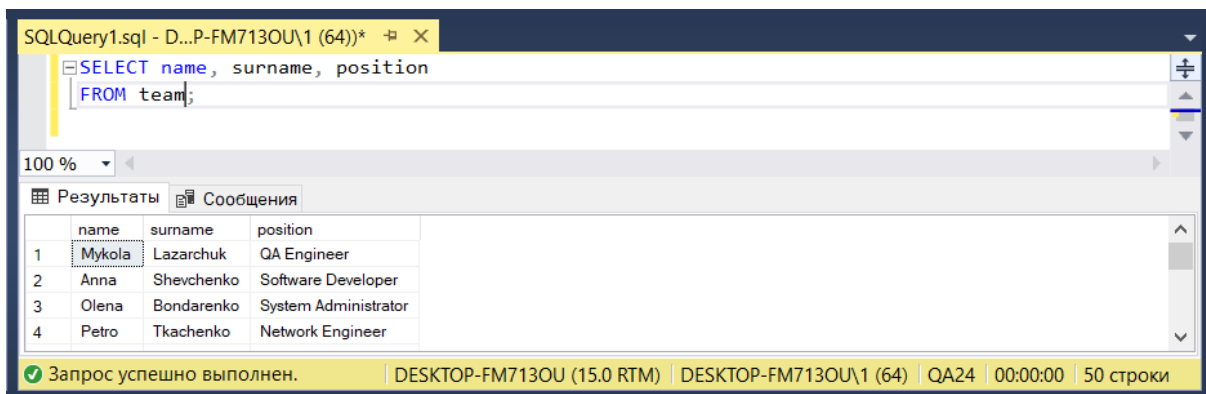 SQLQuery1.sql - D...P-FM713OU\1 (64))*
SELECT name, surname, position
FROM team;
100 %
Результаты Сообщения
name surname position
1 Mykola Lazarchuk QA Engineer
2 Anna Shevchenko Software Developer
3 Olena Bondarenko System Administrator
4 Petro Tkachenko Network Engineer
Запрос успешно выполнен. DESKTOP-FM713OU (15.0 RTM) DESKTOP-FM713OU\1 (64) QA24 00:00:00 50 строки